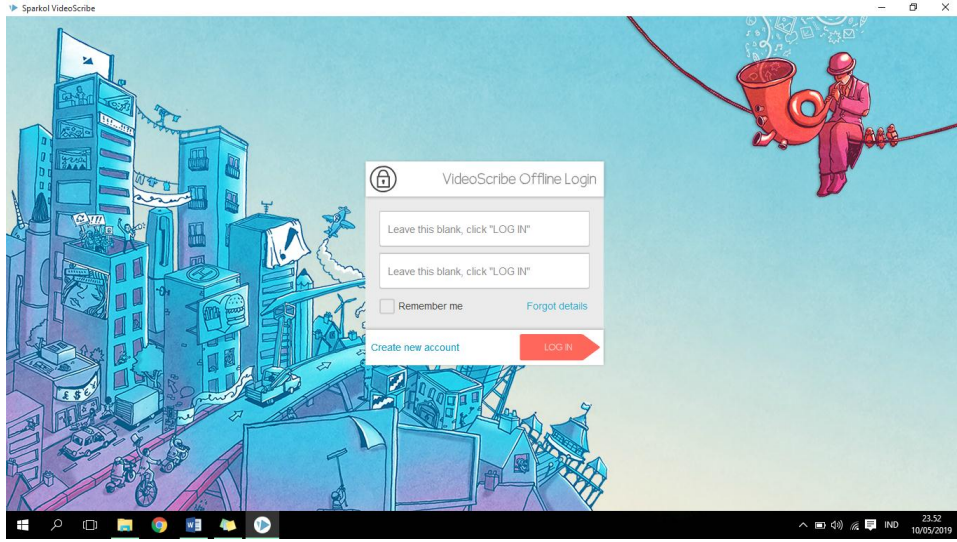 Sparkol VideoScribe
VideoScribe Offline Login
Leave this blank, click "LOG IN"
Leave this blank, click "LOG IN"
Remember me
Forgot details
Create new account
LOG IN
£ $ €
IND
23.52
10/05/2019